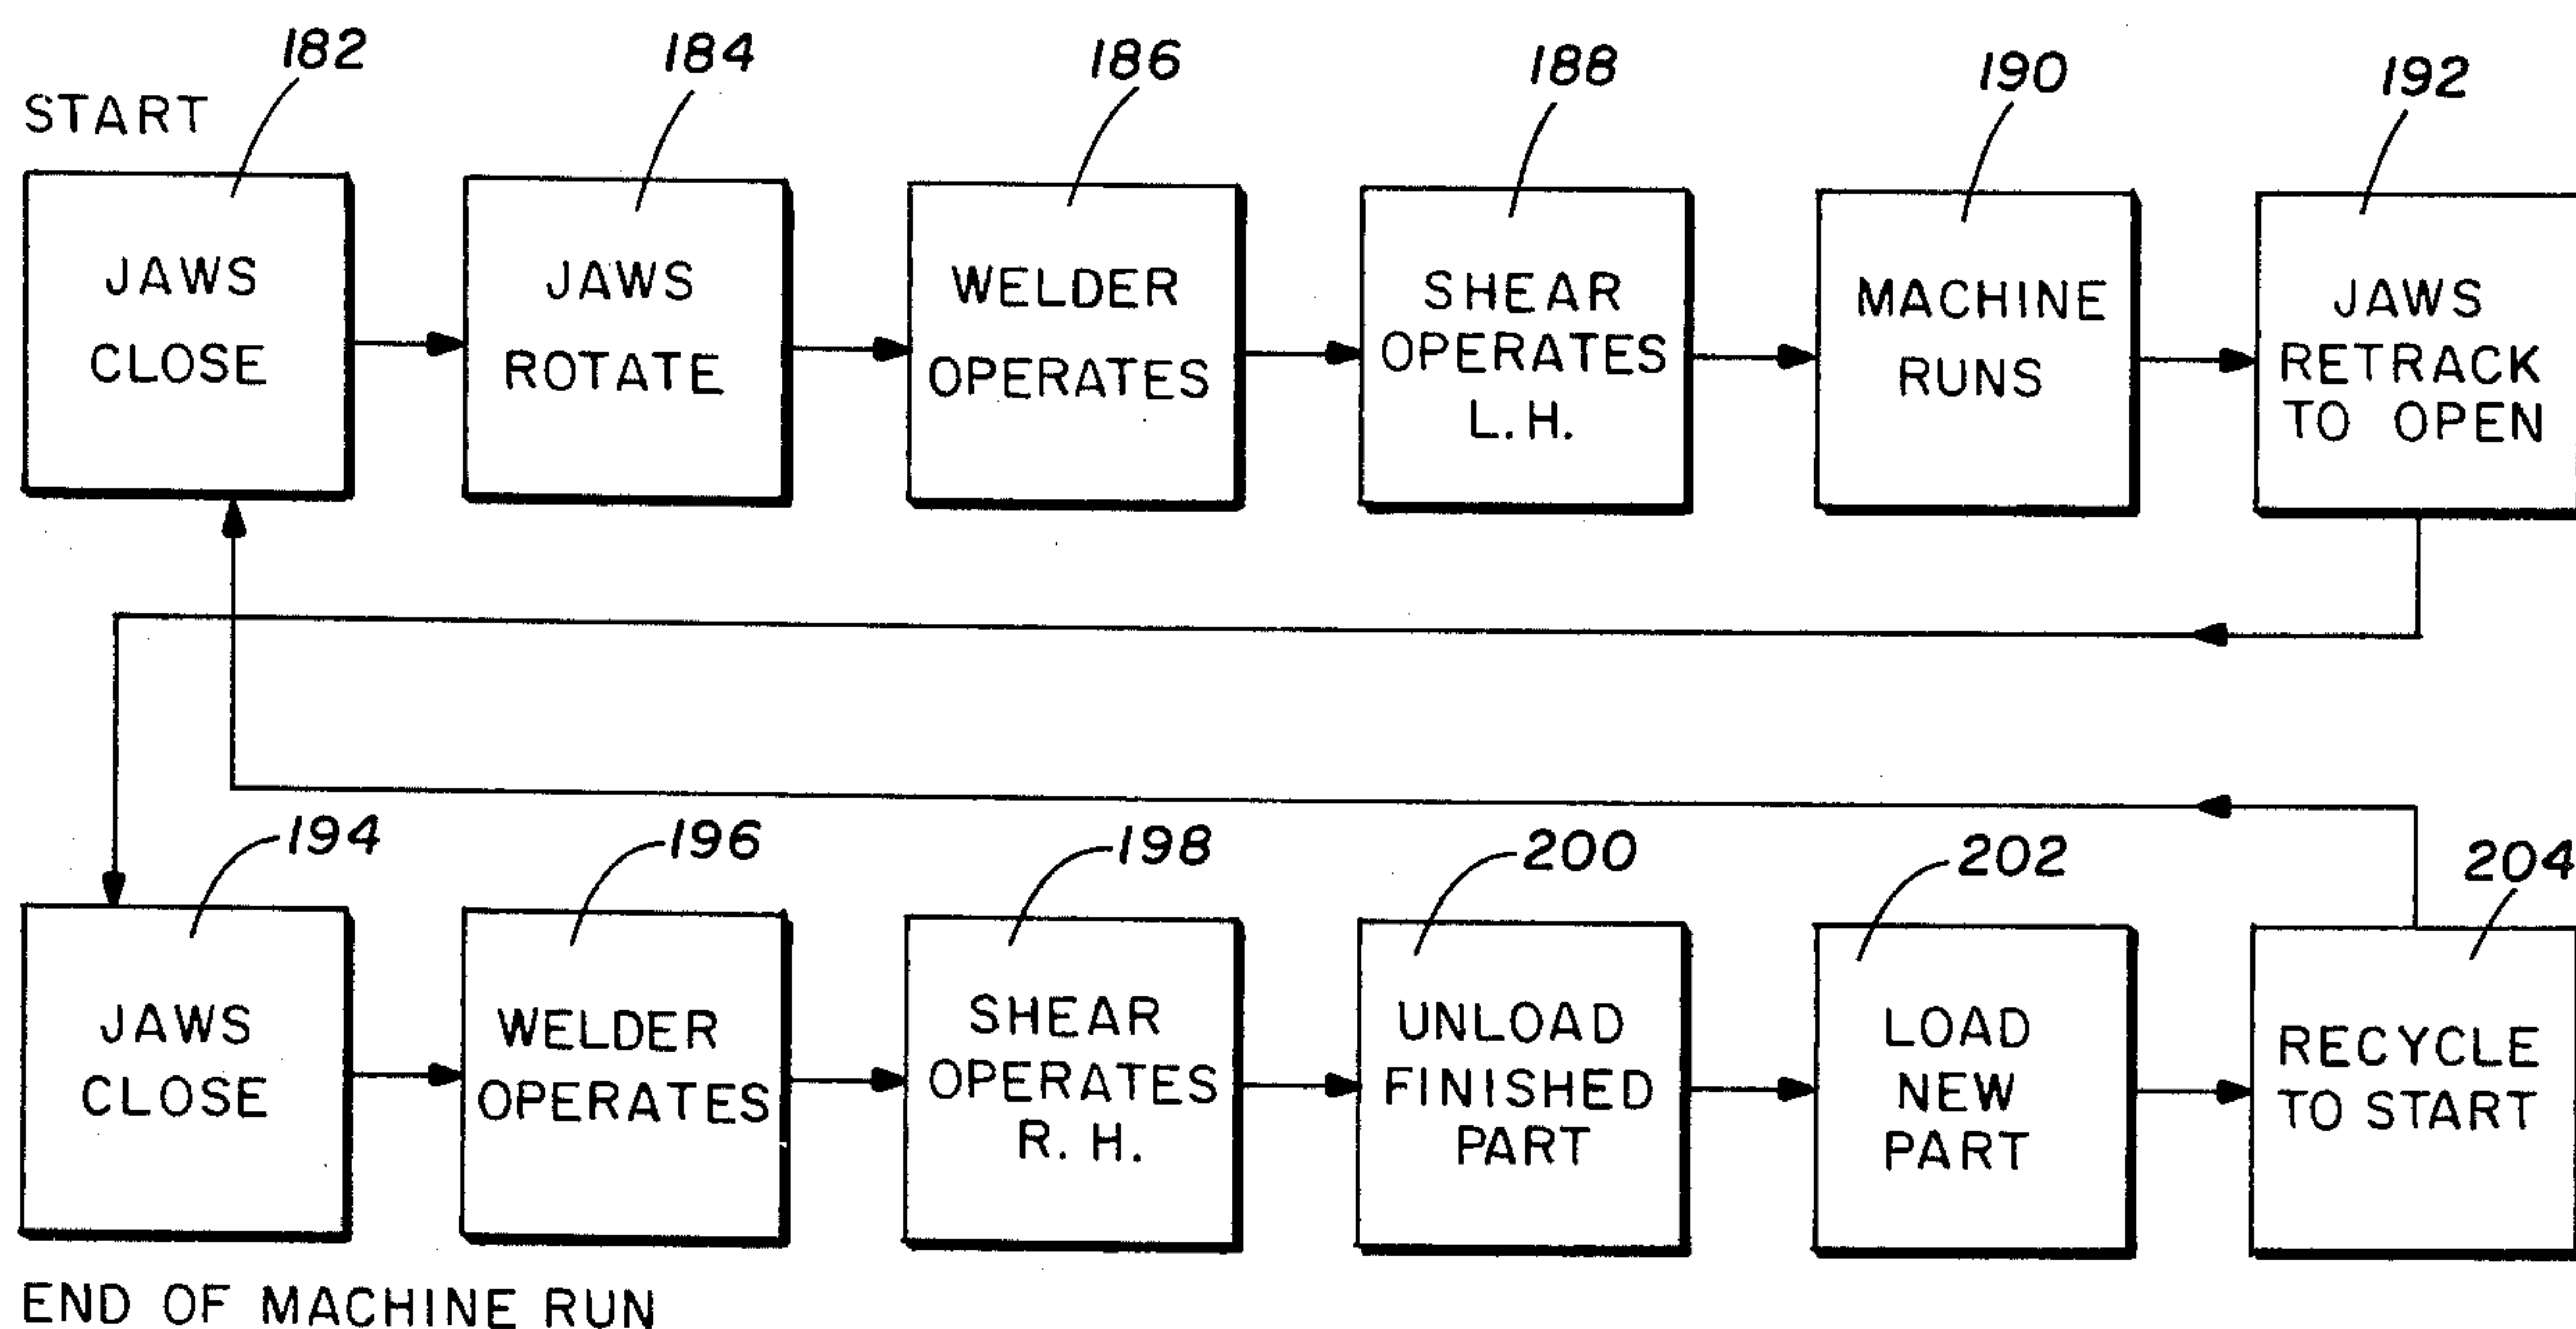 182
184
186
188
190
192
START
JAWS
CLOSE
JAWS
ROTATE
WELDER
OPERATES
SHEAR
OPERATES
L.H.
MACHINE
RUNS
JAWS
RETRACK
TO OPEN
194
196
198
200
202
204
JAWS
CLOSE
WELDER
OPERATES
SHEAR
OPERATES
R. H.
UNLOAD
FINISHED
PART
LOAD
NEW
PART
RECYCLE
TO START
END OF MACHINE RUN